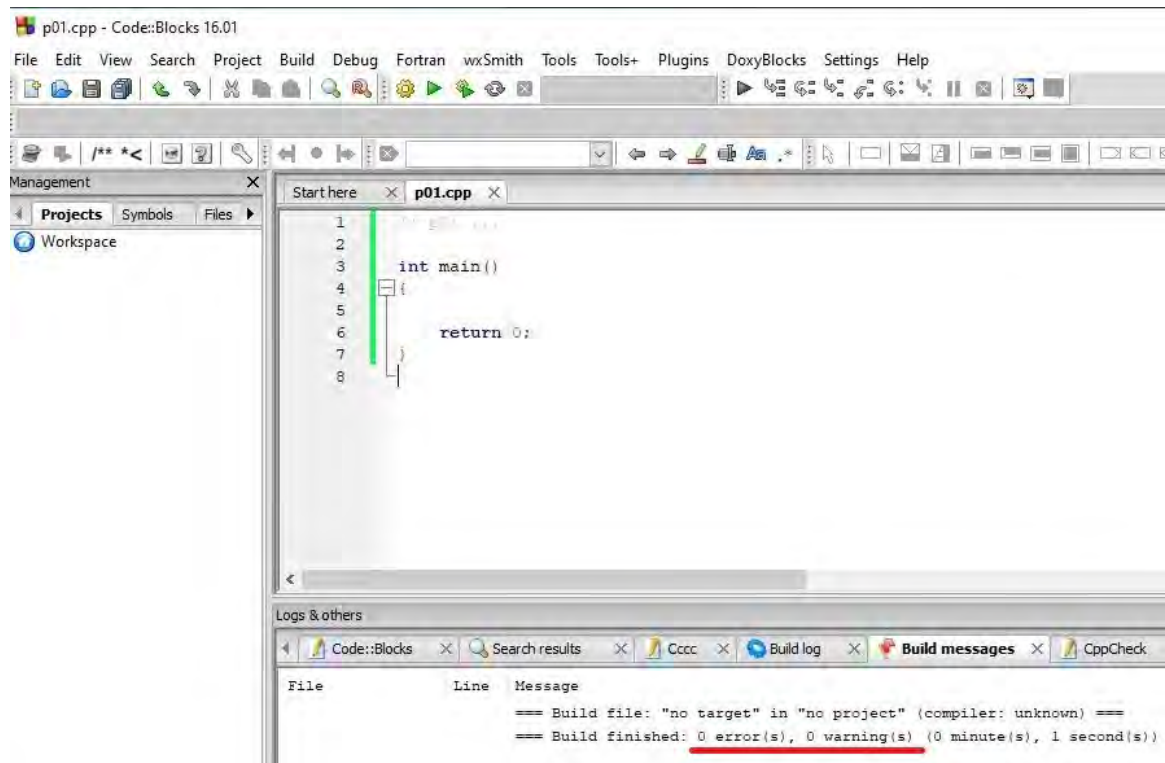 p01.cpp - Code::Blocks 16.01
File Edit View Search Project Build Debug Fortran wxSmith Tools Tools+ Plugins DoxyBlocks Settings Help
/** *<
Management
Start here p01.cpp
Projects Symbols Files
Workspace
1
2
3 int main()
4 {
5
6 return 0;
7 }
8
Logs & others
Code::Blocks Search results Cccc Build log Build messages CppCheck
File Line Message
=== Build file: "no target" in "no project" (compiler: unknown) ===
=== Build finished: 0 error(s), 0 warning(s) (0 minute(s), 1 second(s))